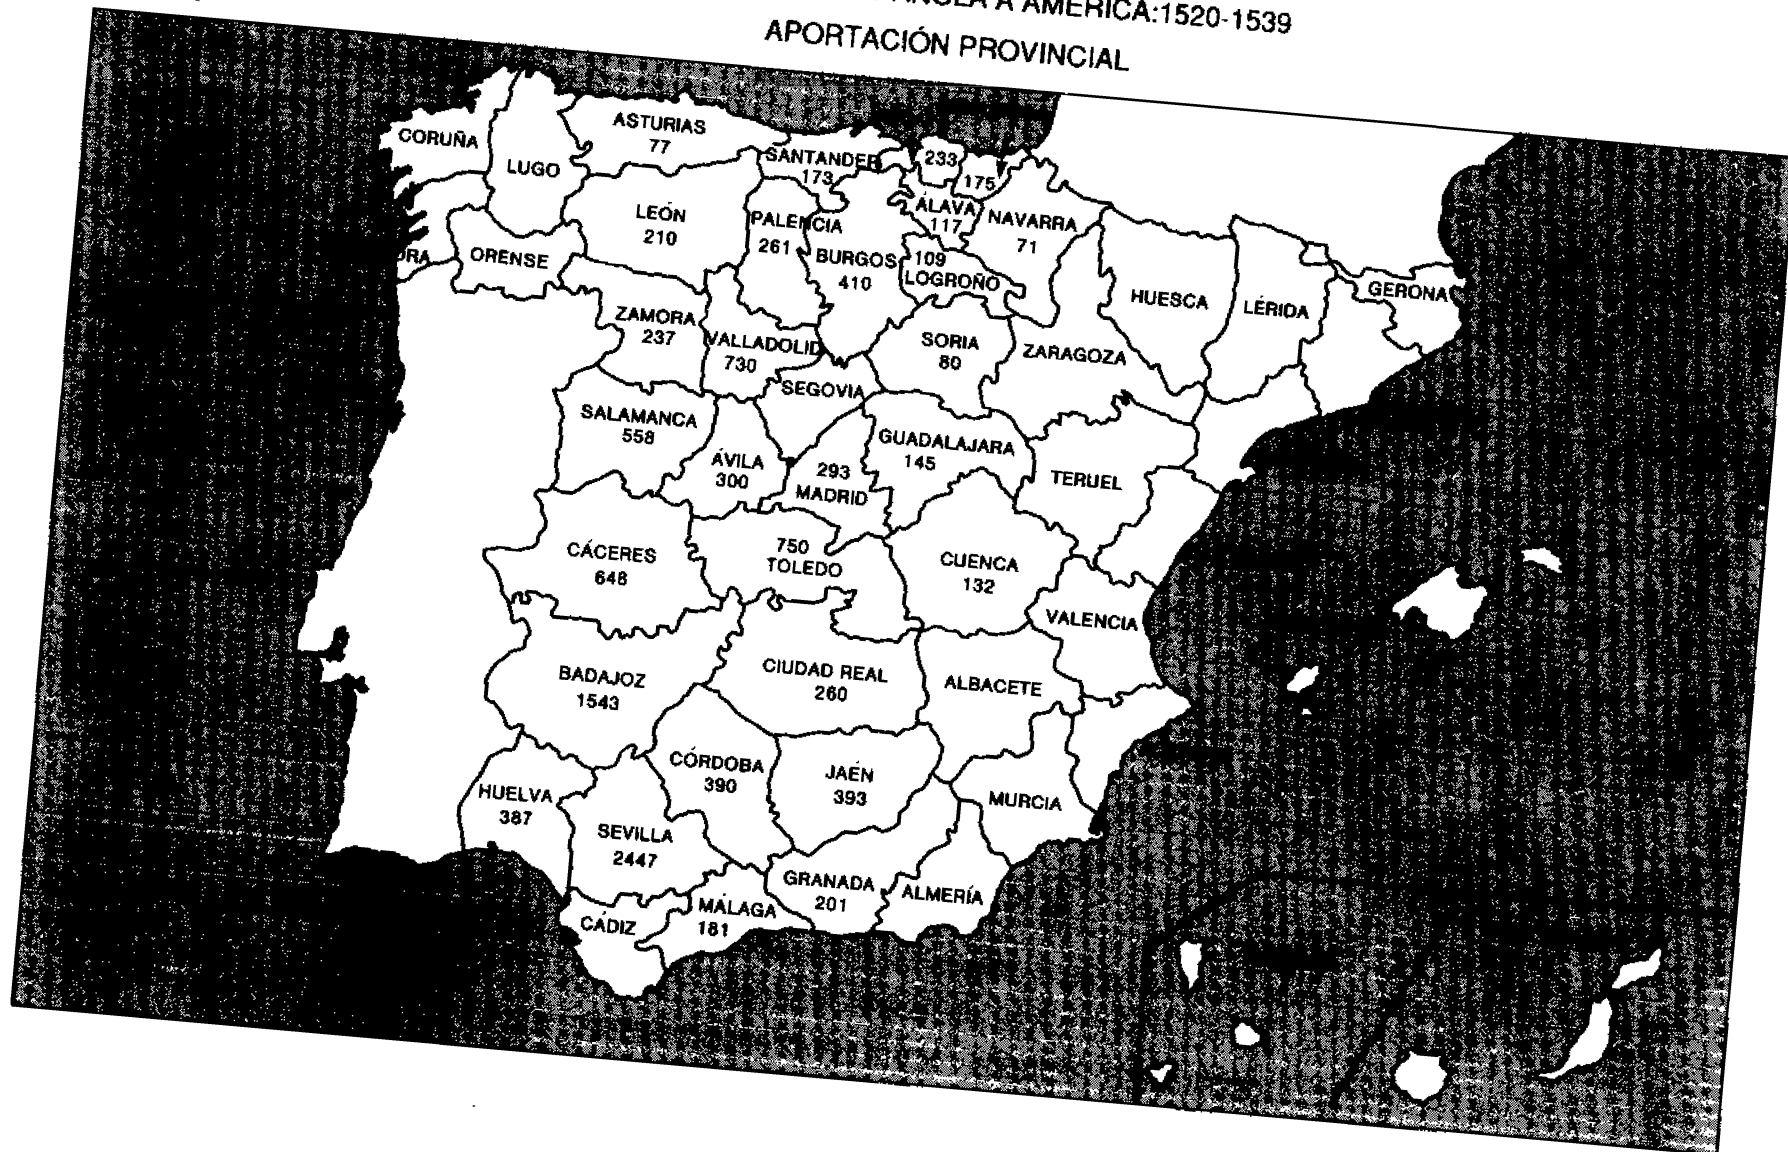 A AMÉRICA:1520-1539
APORTACIÓN PROVINCIAL
CORUÑA
LUGO
ASTURIAS
77
SANTANDER
173
233
175
ÁLAVA
117
NAVARRA
71
LEÓN
210
PALENCIA
261
BURGOS
410
109
LOGROÑO
ORENSE
HUESCA
LÉRIDA
GERONA
ZAMORA
237
VALLADOLID
730
SORIA
80
ZARAGOZA
SEGOVIA
SALAMANCA
558
ÁVILA
300
293
MADRID
GUADALAJARA
145
TERUEL
CÁCERES
648
750
TOLEDO
CUENCA
132
VALENCIA
BADAJOZ
1543
CIUDAD REAL
260
ALBACETE
HUELVA
387
SEVILLA
2447
CÓRDOBA
390
JAÉN
393
MURCIA
CÁDIZ
MÁLAGA
181
GRANADA
201
ALMERÍA